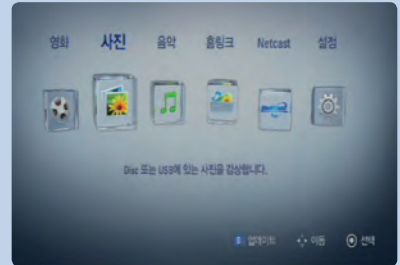 영화 사진 음악 홈링크 Netcast 설정
Disc 또는 USB에 있는 사진을 감상합니다.
업데이트 이동 선택